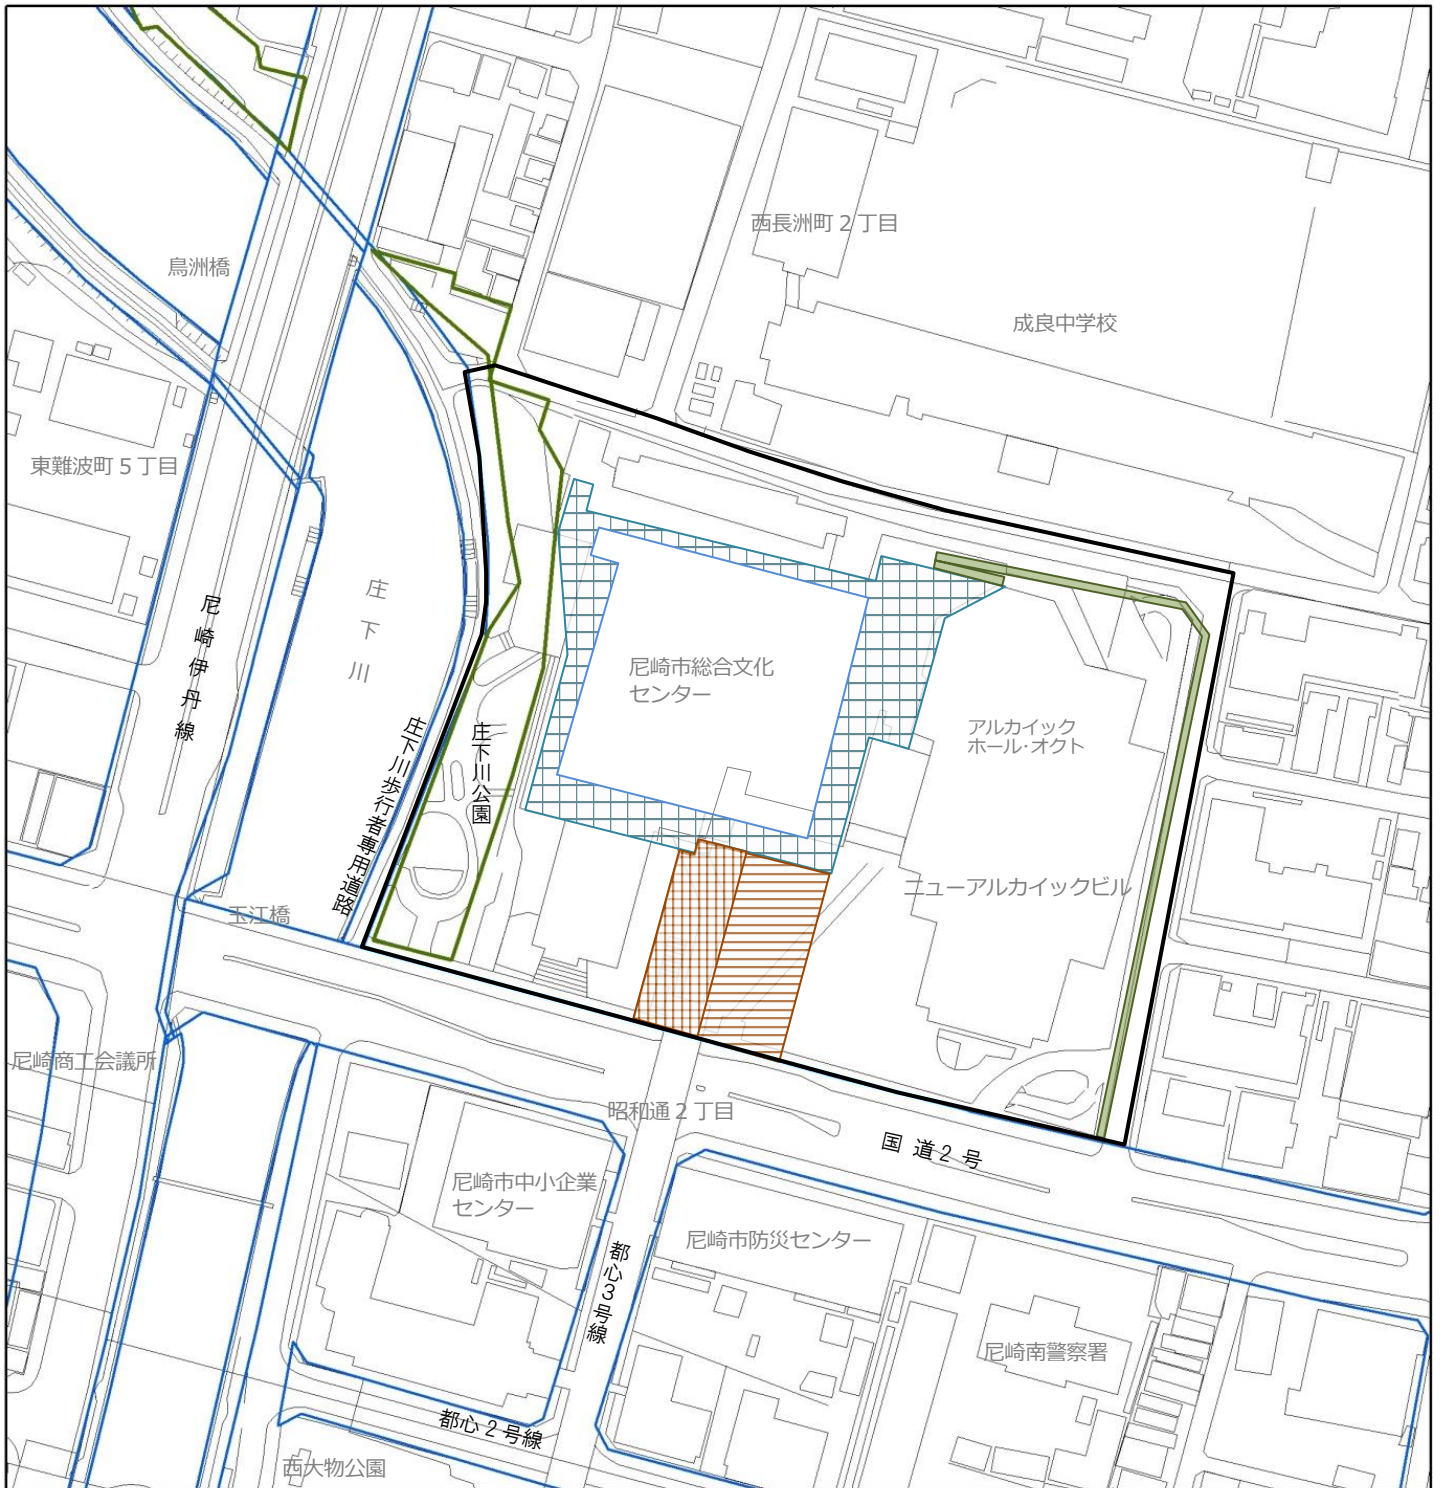 西長洲町2丁目
鳥洲橋
成良中学校
東難波町5丁目
尼崎伊丹線
庄下川
尼崎市総合文化
センター
庄下川歩行者専用道路
庄下川公園
アルカイック
ホール・オクト
ニューアルカイックビル
玉江橋
尼崎商工会議所
昭和通2丁目
国道2号
尼崎市中小企業
センター
都心3号線
尼崎市防災センター
尼崎南警察署
都心2号線
西大物公園